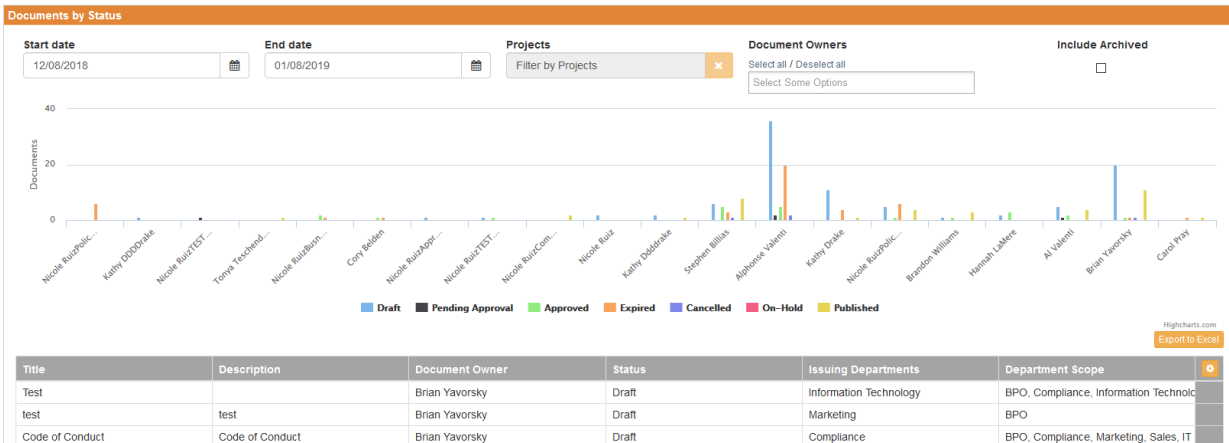 Documents by Status
Start date End date Projects Document Owners Include Archived
12/08/2018 01/08/2019 Filter by Projects Select all / Deselect all
Select Some Options
40
20
0
Documents
Nicole RuizPolic... Kathy DDDDrake Nicole RuizTEST... Tonya Teschend... Nicole RuizBusn... Cory Belden Nicole RuizAppr... Nicole RuizTEST... Nicole RuizCom... Nicole Ruiz Kathy Ddddrake Stephen Billias Alphonse Valenti Kathy Drake Nicole RuizPolic... Brandon Williams Hannah LaMere Al Valenti Brian Yavorsky Carol Pray
Draft Pending Approval Approved Expired Cancelled On-Hold Published
Highcharts.com
Export to Excel
Title Description Document Owner Status Issuing Departments Department Scope
Test Brian Yavorsky Draft Information Technology BPO, Compliance, Information Technolo
test test Brian Yavorsky Draft Marketing BPO
Code of Conduct Code of Conduct Brian Yavorsky Draft Compliance BPO, Compliance, Marketing, Sales, IT